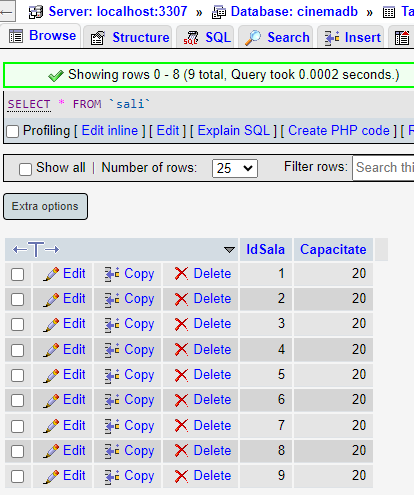 Server: localhost:3307 » Database: cinemadb »
Browse Structure SQL Search Insert
Showing rows 0 - 8 (9 total, Query took 0.0002 seconds.)
SELECT * FROM `sali`
Profiling [ Edit inline ] [ Edit ] [ Explain SQL ] [ Create PHP code ] [
Show all | Number of rows: 25 Filter rows: Search
Extra options
←T→ IdSala Capacitate
Edit Copy Delete 1 20
Edit Copy Delete 2 20
Edit Copy Delete 3 20
Edit Copy Delete 4 20
Edit Copy Delete 5 20
Edit Copy Delete 6 20
Edit Copy Delete 7 20
Edit Copy Delete 8 20
Edit Copy Delete 9 20